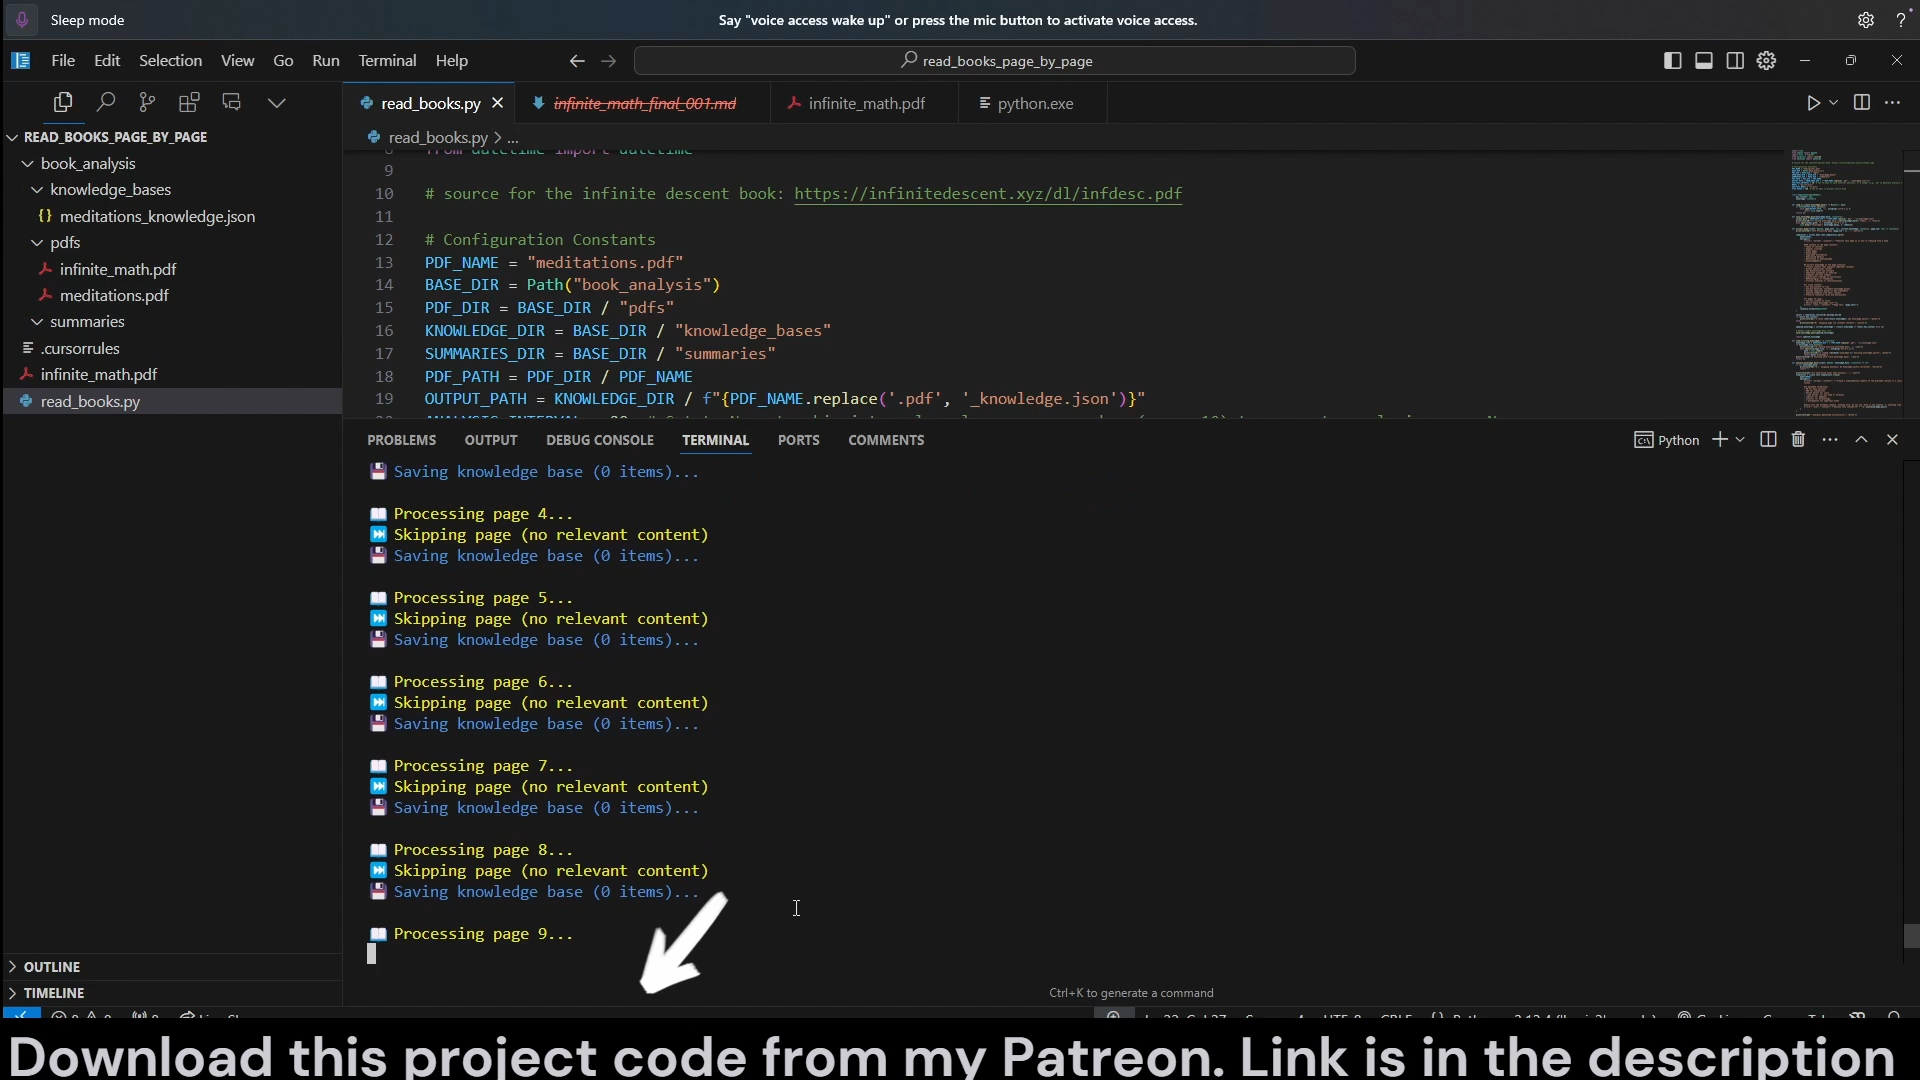 Sleep mode
Say "voice access wake up" or press the mic button to activate voice access.
File Edit Selection View Go Run Terminal Help
read_books_page_by_page
read_books.py
infinite_math_final_001.md
infinite_math.pdf
python.exe
READ_BOOKS_PAGE_BY_PAGE
book_analysis
knowledge_bases
meditations_knowledge.json
pdfs
infinite_math.pdf
meditations.pdf
summaries
.cursorrules
infinite_math.pdf
read_books.py
OUTLINE
TIMELINE
read_books.py > ...
from datetime import datetime
9
10 # source for the infinite descent book: https://infinitedescent.xyz/dl/infdesc.pdf
11
12 # Configuration Constants
13 PDF_NAME = "meditations.pdf"
14 BASE_DIR = Path("book_analysis")
15 PDF_DIR = BASE_DIR / "pdfs"
16 KNOWLEDGE_DIR = BASE_DIR / "knowledge_bases"
17 SUMMARIES_DIR = BASE_DIR / "summaries"
18 PDF_PATH = PDF_DIR / PDF_NAME
19 OUTPUT_PATH = KNOWLEDGE_DIR / f"{PDF_NAME.replace('.pdf', '_knowledge.json')}"
PROBLEMS OUTPUT DEBUG CONSOLE TERMINAL PORTS COMMENTS
Python
Saving knowledge base (0 items)...
Processing page 4...
Skipping page (no relevant content)
Saving knowledge base (0 items)...
Processing page 5...
Skipping page (no relevant content)
Saving knowledge base (0 items)...
Processing page 6...
Skipping page (no relevant content)
Saving knowledge base (0 items)...
Processing page 7...
Skipping page (no relevant content)
Saving knowledge base (0 items)...
Processing page 8...
Skipping page (no relevant content)
Saving knowledge base (0 items)...
Processing page 9...
Ctrl+K to generate a command
Download this project code from my Patreon. Link is in the description